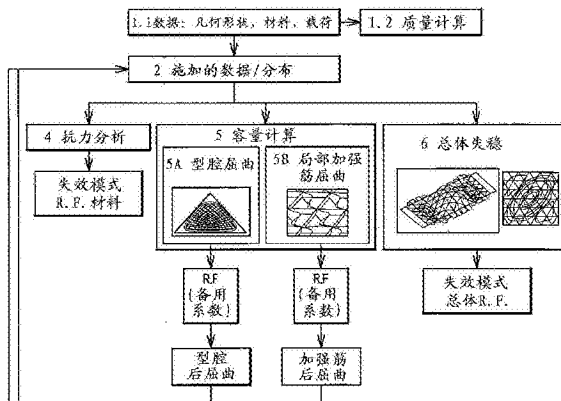 1.1数据: 几何形状, 材料, 载荷
1.2 质量计算
2 施加的数据/分布
4 抗力分析
5 容量计算
6 总体失稳
5A 型腔屈曲
5B 局部加强
筋屈曲
失效模式
R.F.材料
R.F
(备用
系数)
R.F
(备用
系数)
失效模式
总体R.F.
型腔
后屈曲
加强筋
后屈曲